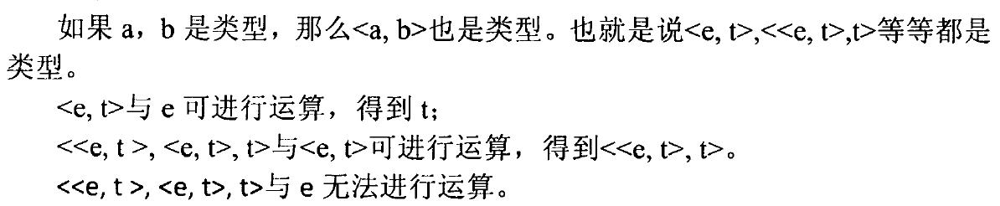 如果 a，b 是类型，那么<a, b>也是类型。也就是说<e, t>,<<e, t>,t>等等都是
类型。
<e, t>与 e 可进行运算，得到 t；
<<e, t >, <e, t>, t>与<e, t>可进行运算，得到<<e, t>, t>。
<<e, t >, <e, t>, t>与 e 无法进行运算。